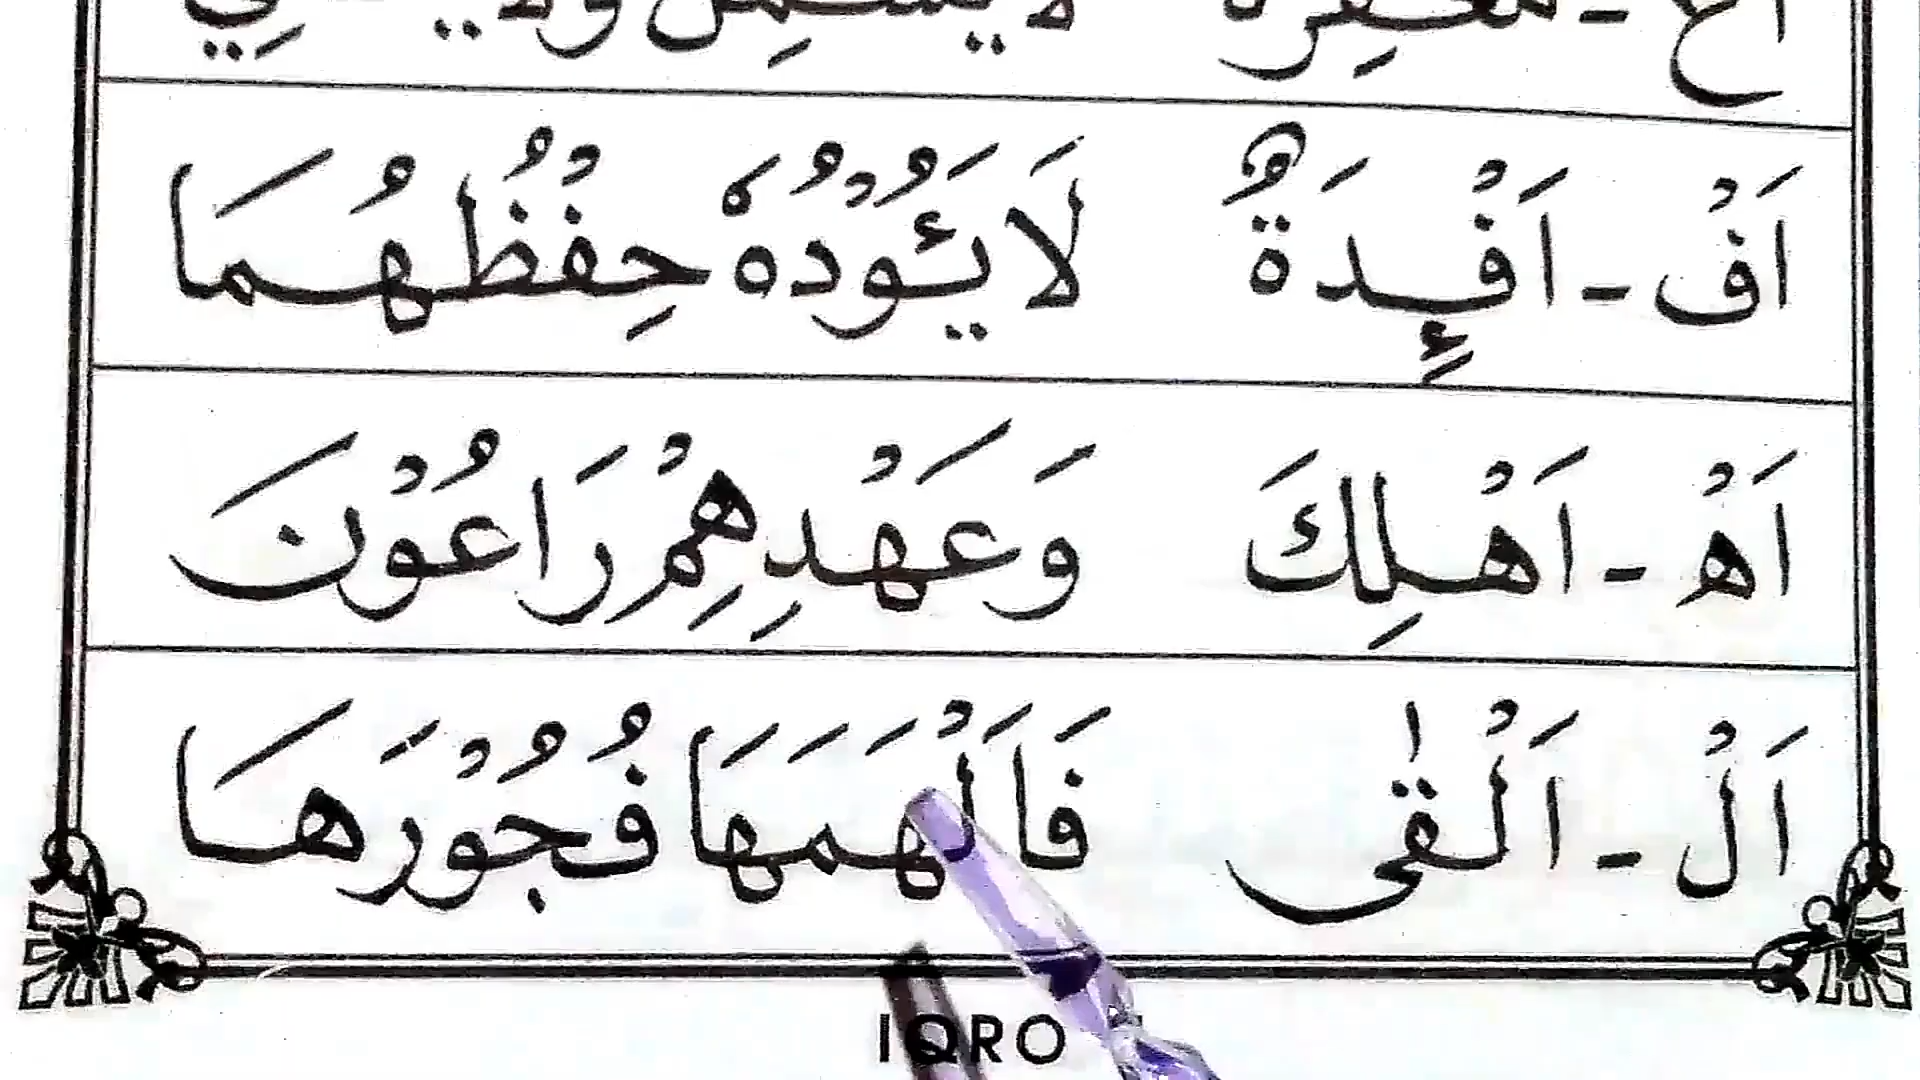 اَفْ - اَفْـِٕدَةٌ لَا يَـُٔوْدُهٗ حِفْظُهُمَا
اَهْ - اَهْلِكَ وَعَهْدِهِمْ رَاعُوْنَ
اَلْ - اَلْقٰى فَاَلْهَمَهَا فُجُوْرَهَا
IQRO